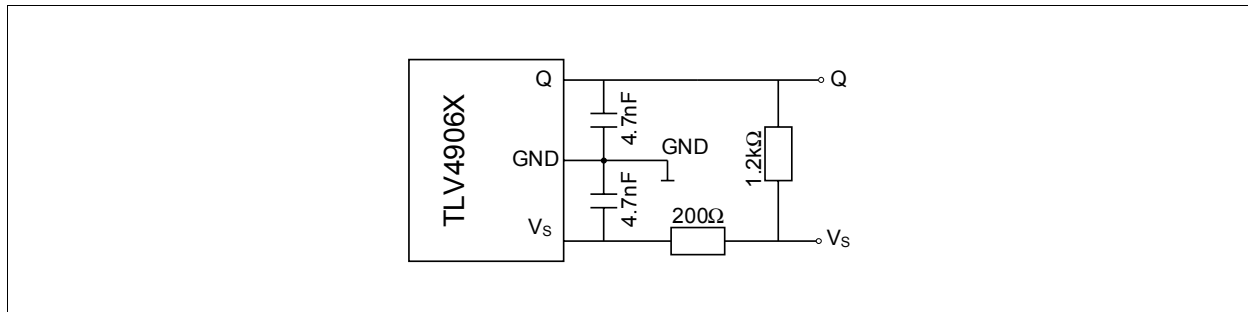 TLV4906X
Q
Q
4.7nF
GND
GND
1.2kΩ
4.7nF
200Ω
VS
VS